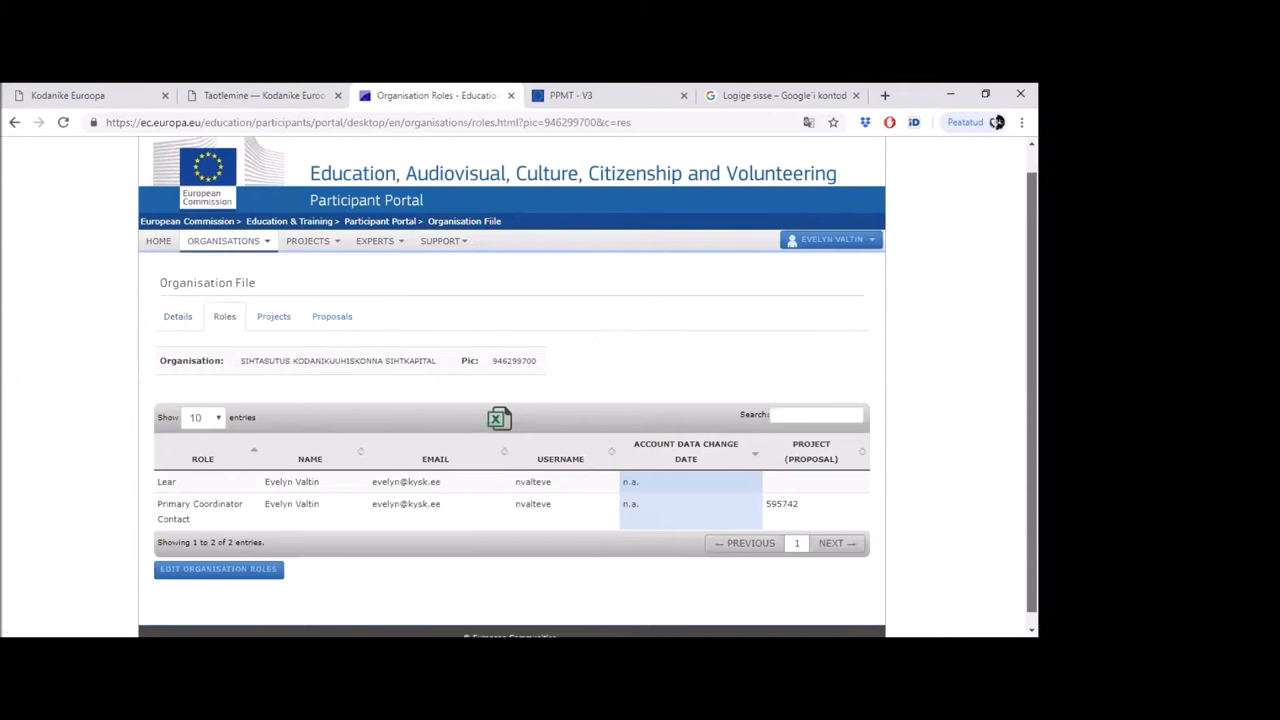 Kodanike Euroopa
Taotlemine — Kodanike Euroo
Organisation Roles - Educatio
PPMT - V3
Logige sisse – Google'i kontod
https://ec.europa.eu/education/participants/portal/desktop/en/organisations/roles.html?pic=946299700&c=res
iD
Peatatud
European
Commission
Education, Audiovisual, Culture, Citizenship and Volunteering
Participant Portal
European Commission > Education & Training > Participant Portal > Organisation Fiile
HOME ORGANISATIONS PROJECTS EXPERTS SUPPORT
EVELYN VALTIN
Organisation File
Details Roles Projects Proposals
Organisation: SIHTASUTUS KODANIKUUHISKONNA SIHTKAPITAL Pic: 946299700
Show 10 entries
Search:
ROLE NAME EMAIL USERNAME ACCOUNT DATA CHANGE DATE PROJECT (PROPOSAL)
Lear Evelyn Valtin evelyn@kysk.ee nvalteve n.a.
Primary Coordinator Contact Evelyn Valtin evelyn@kysk.ee nvalteve n.a. 595742
Showing 1 to 2 of 2 entries.
← PREVIOUS 1 NEXT →
EDIT ORGANISATION ROLES
© European Communities